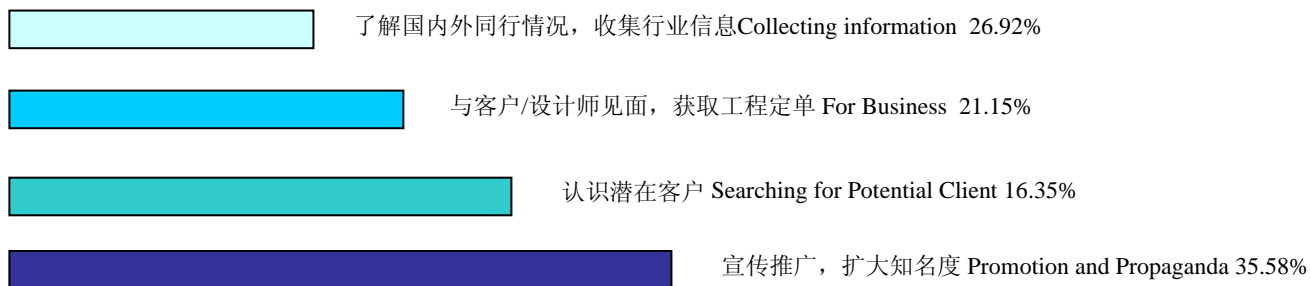 了解国内外同行情况，收集行业信息Collecting information 26.92%
与客户/设计师见面，获取工程定单 For Business 21.15%
认识潜在客户 Searching for Potential Client 16.35%
宣传推广，扩大知名度 Promotion and Propaganda 35.58%